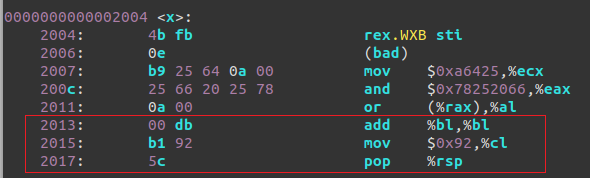 0000000000002004 <x>:
2004: 4b fb rex.WXB sti
2006: 0e (bad)
2007: b9 25 64 0a 00 mov $0xa6425,%ecx
200c: 25 66 20 25 78 and $0x78252066,%eax
2011: 0a 00 or (%rax),%al
2013: 00 db add %bl,%bl
2015: b1 92 mov $0x92,%cl
2017: 5c pop %rsp